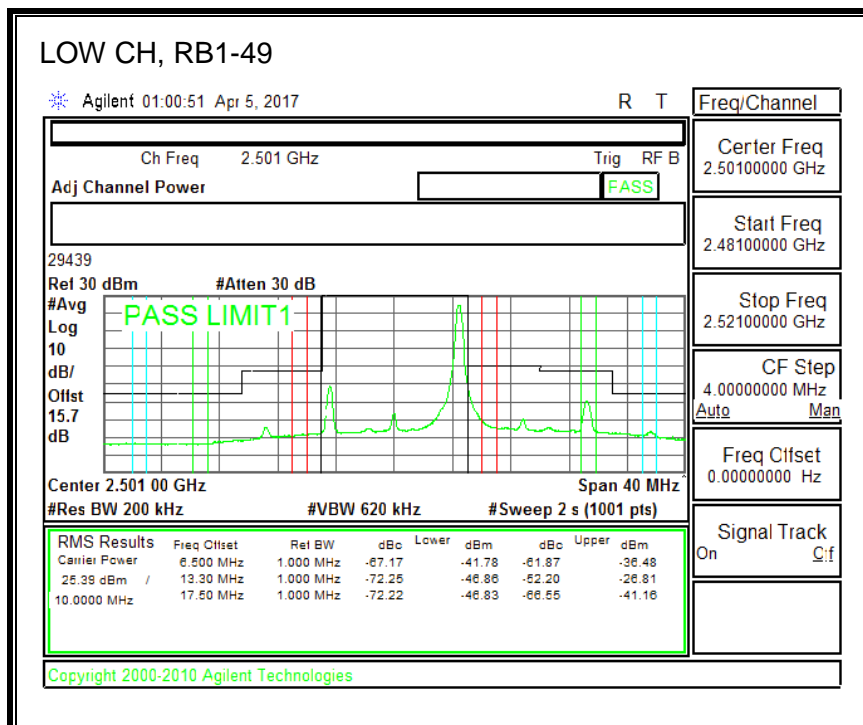 LOW CH, RB1-49
Agilent 01:00:51 Apr 5, 2017 R T
Freq/Channel
Ch Freq 2.501 GHz Trig RF B
Adj Channel Power PASS
Center Freq
2.50100000 GHz
Start Freq
2.48100000 GHz
Stop Freq
2.52100000 GHz
CF Step
4.00000000 MHz
Auto Man
Freq Offset
0.00000000 Hz
Signal Track
On Off
29439
Ref 30 dBm #Atten 30 dB
#Avg
Log
10
dB/
Offst
15.7
dB
PASS LIMIT1
Center 2.501 00 GHz Span 40 MHz
#Res BW 200 kHz #VBW 620 kHz #Sweep 2 s (1001 pts)
RMS Results Freq Offset Ref BW dBc Lower dBm dBc Upper dBm
Carrier Power 6.500 MHz 1.000 MHz -67.17 -41.78 -61.87 -36.48
25.39 dBm / 13.30 MHz 1.000 MHz -72.25 -46.86 -52.20 -26.81
10.0000 MHz 17.50 MHz 1.000 MHz -72.22 -46.83 -66.55 -41.16
Copyright 2000-2010 Agilent Technologies